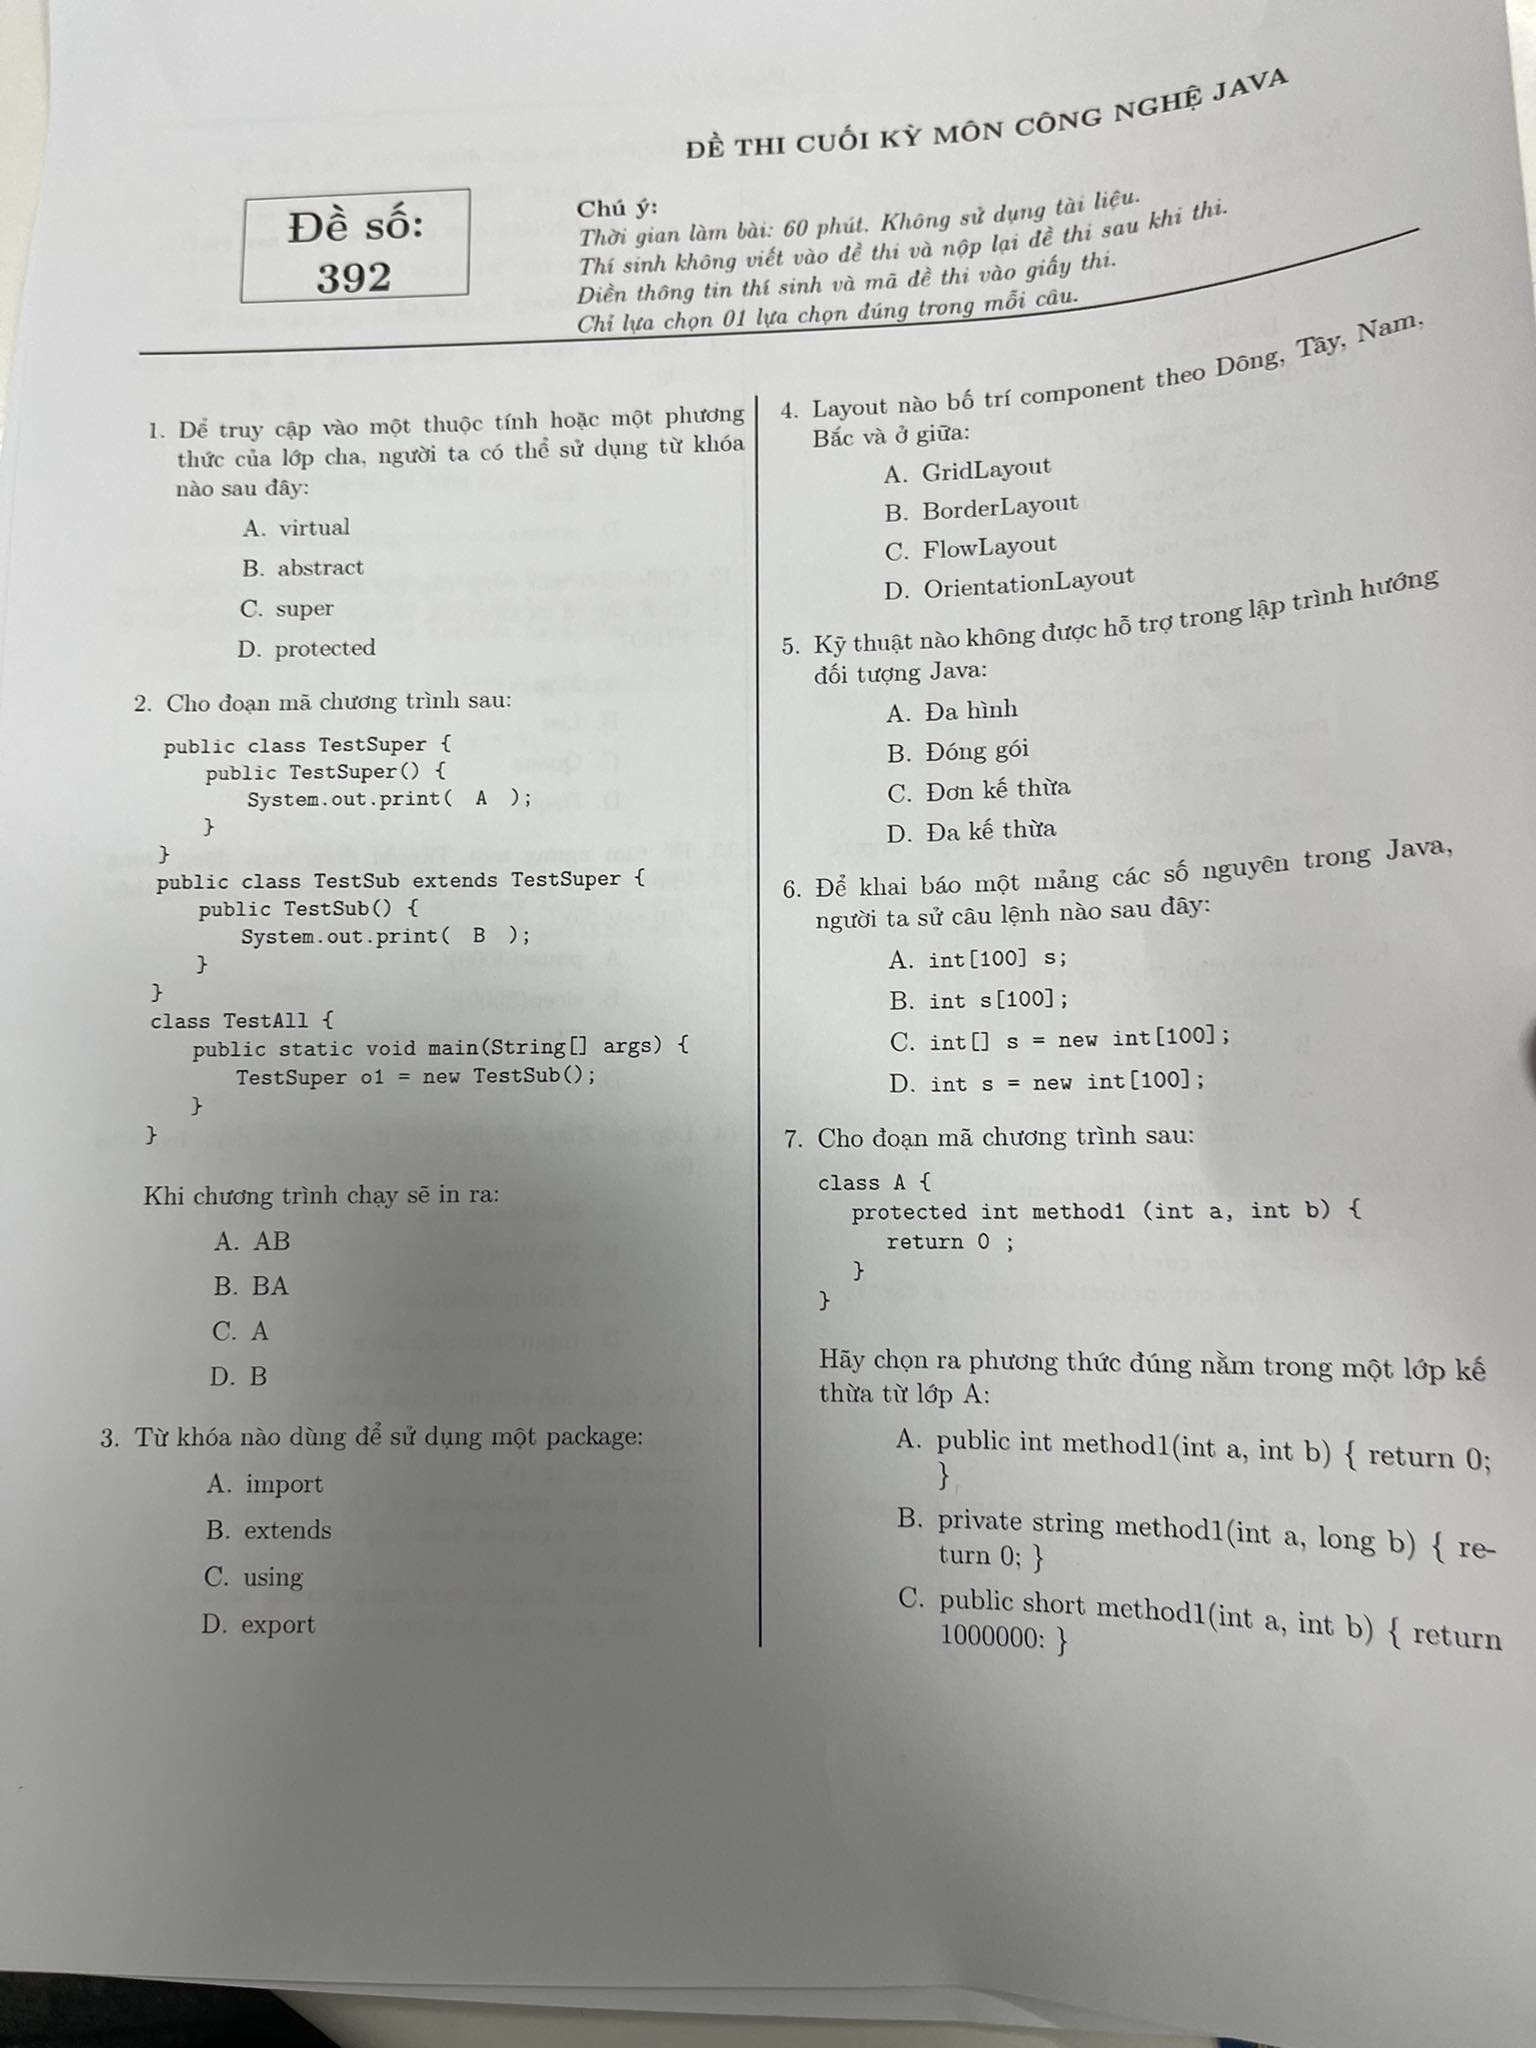 ĐỀ THI CUỐI KỲ MÔN CÔNG NGHỆ JAVA
Đề số:
392
Chú ý:
Thời gian làm bài: 60 phút. Không sử dụng tài liệu.
Thí sinh không viết vào đề thi và nộp lại đề thi sau khi thi.
Điền thông tin thí sinh và mã đề thi vào giấy thi.
Chỉ lựa chọn 01 lựa chọn đúng trong mỗi câu.
1. Để truy cập vào một thuộc tính hoặc một phương
thức của lớp cha, người ta có thể sử dụng từ khóa
nào sau đây:
A. virtual
B. abstract
C. super
D. protected
2. Cho đoạn mã chương trình sau:
public class TestSuper {
public TestSuper() {
System.out.print( A );
}
}
public class TestSub extends TestSuper {
public TestSub() {
System.out.print( B );
}
}
class TestAll {
public static void main(String[] args) {
TestSuper o1 = new TestSub();
}
}
Khi chương trình chạy sẽ in ra:
A. AB
B. BA
C. A
D. B
3. Từ khóa nào dùng để sử dụng một package:
A. import
B. extends
C. using
D. export
4. Layout nào bố trí component theo Đông, Tây, Nam,
Bắc và ở giữa:
A. GridLayout
B. BorderLayout
C. FlowLayout
D. OrientationLayout
5. Kỹ thuật nào không được hỗ trợ trong lập trình hướng
đối tượng Java:
A. Đa hình
B. Đóng gói
C. Đơn kế thừa
D. Đa kế thừa
6. Để khai báo một mảng các số nguyên trong Java,
người ta sử câu lệnh nào sau đây:
A. int[100] s;
B. int s[100];
C. int[] s = new int[100];
D. int s = new int[100];
7. Cho đoạn mã chương trình sau:
class A {
protected int method1 (int a, int b) {
return 0 ;
}
}
Hãy chọn ra phương thức đúng nằm trong một lớp kế
thừa từ lớp A:
A. public int method1(int a, int b) { return 0;
}
B. private string method1(int a, long b) { re-
turn 0; }
C. public short method1(int a, int b) { return
1000000: }